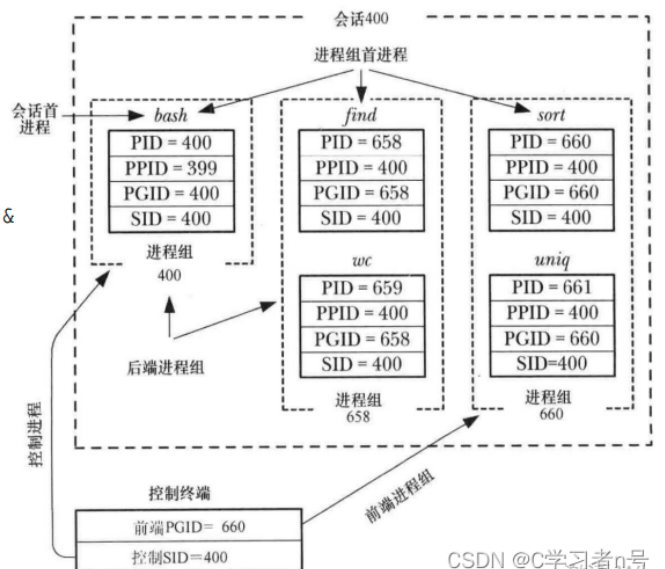 会话400
进程组首进程
会话首
进程
bash
PID = 400
PPID = 399
PGID = 400
SID = 400
进程组
400
find
PID = 658
PPID = 400
PGID = 658
SID = 400
wc
PID = 659
PPID = 400
PGID = 658
SID = 400
进程组
658
sort
PID = 660
PPID = 400
PGID = 660
SID = 400
uniq
PID = 661
PPID = 400
PGID = 660
SID=400
进程组
660
&
后端进程组
控制进程
前端进程组
控制终端
前端PGID= 660
控制SID=400
CSDN @C学习者n号